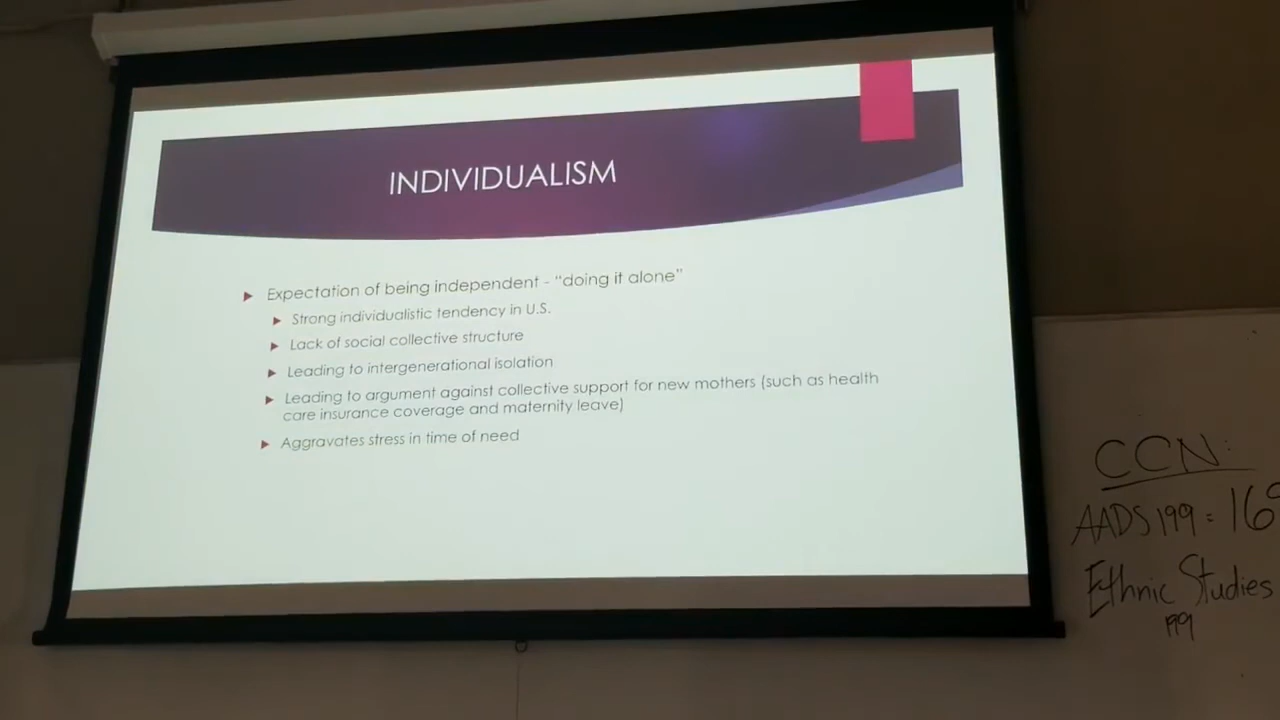 INDIVIDUALISM
Expectation of being independent - "doing it alone"
Strong individualistic tendency in U.S.
Lack of social collective structure
Leading to intergenerational isolation
Leading to argument against collective support for new mothers (such as health
care insurance coverage and maternity leave)
Aggravates stress in time of need
CCN:
AADS 199 = 16
Ethnic Studies
199